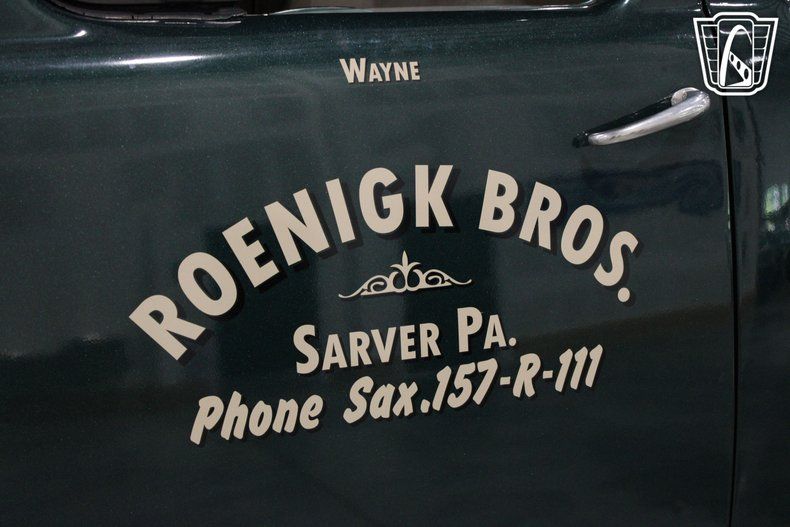 WAYNE
ROENIGK BROS.
SARVER PA.
Phone Sax.157-R-111